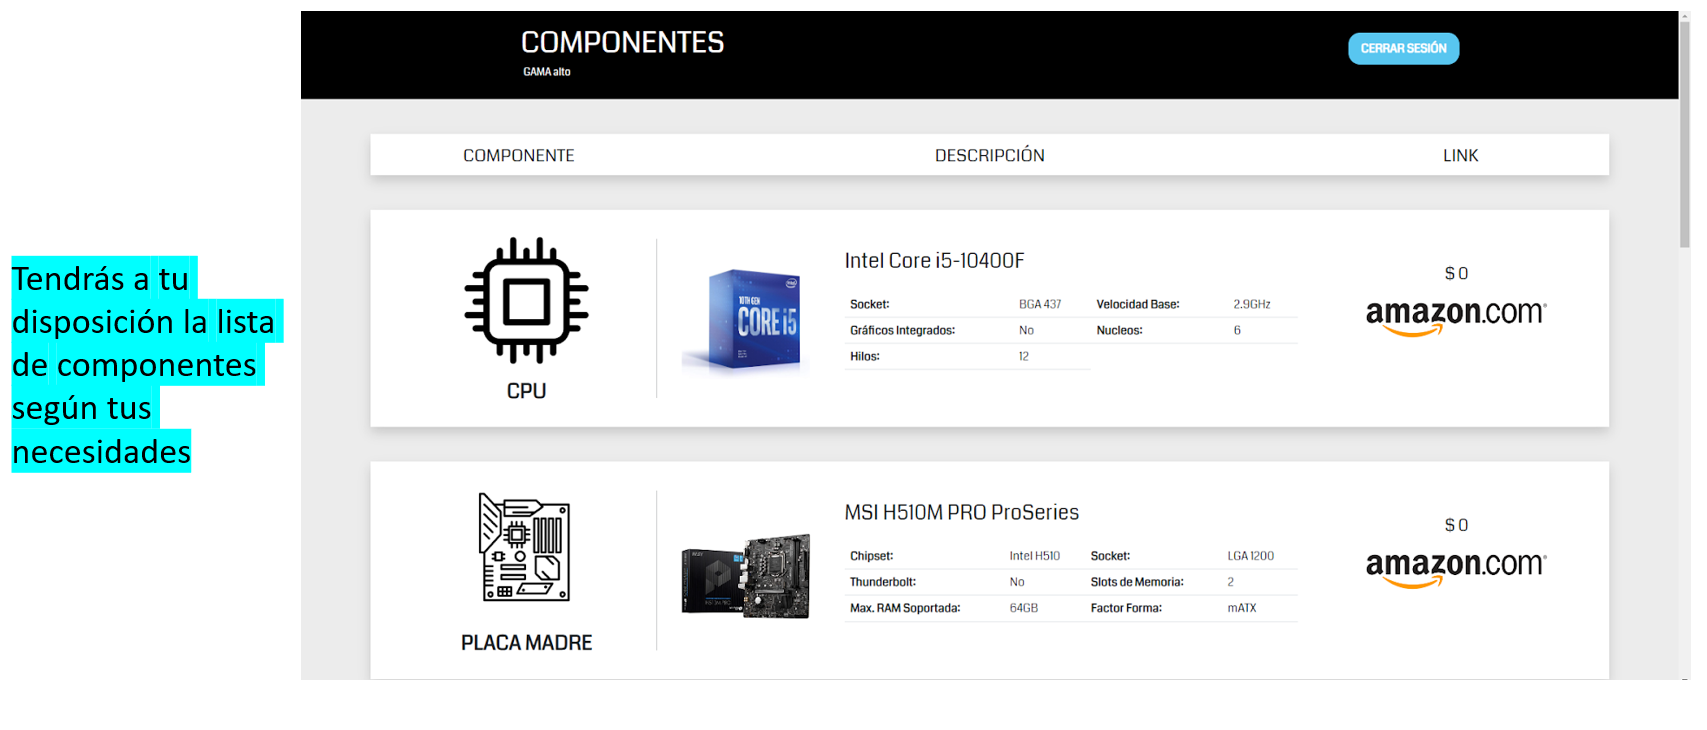 COMPONENTES
GAMA alto
CERRAR SESIÓN
COMPONENTE DESCRIPCIÓN LINK
Tendrás a tu
disposición la lista
de componentes
según tus
necesidades
CPU
10TH GEN
CORE i5
Intel Core i5-10400F
Socket: BGA 437 Velocidad Base: 2.9GHz
Gráficos Integrados: No Nucleos: 6
Hilos: 12
$ 0
amazon.com
PLACA MADRE
MSI H510M PRO ProSeries
Chipset: Intel H510 Socket: LGA 1200
Thunderbolt: No Slots de Memoria: 2
Max. RAM Soportada: 64GB Factor Forma: mATX
$ 0
amazon.com